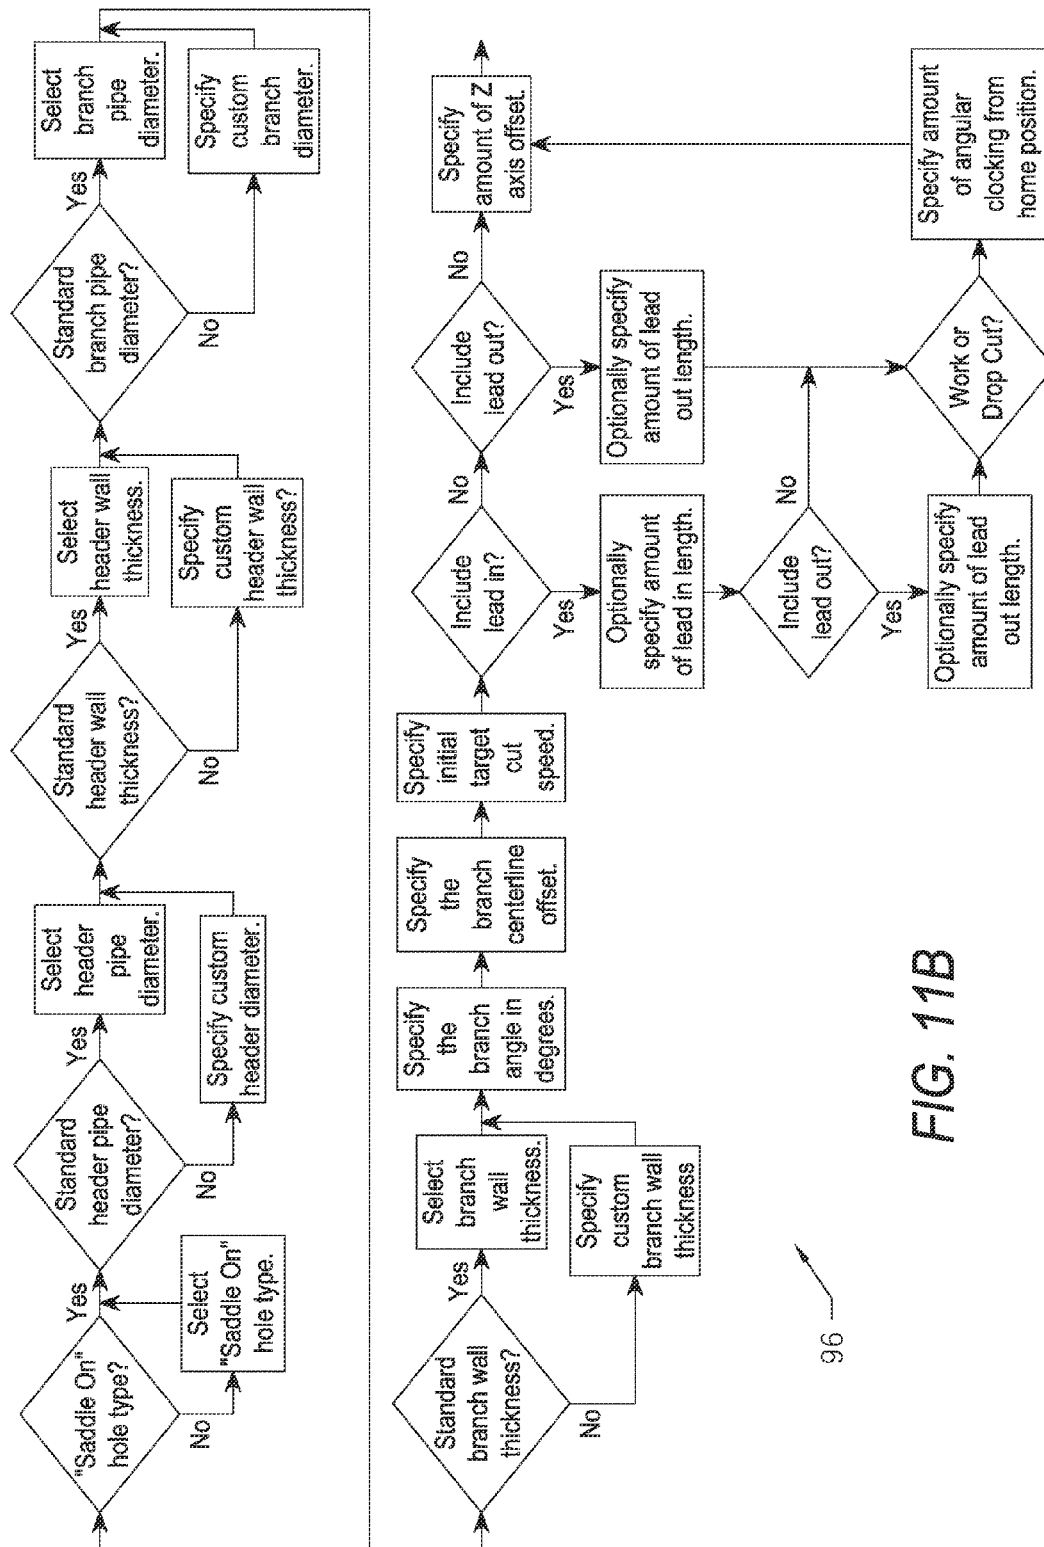 "Saddle On"
hole type?
Yes
No
Select
"Saddle On"
hole type.
Standard
header pipe
diameter?
Yes
No
Select
header
pipe
diameter.
Specify custom
header diameter.
Standard
header wall
thickness?
Yes
No
Select
header wall
thickness.
Specify
custom
header wall
thickness?
Standard
branch pipe
diameter?
Yes
No
Select
branch
pipe
diameter.
Specify
custom
branch
diameter.
Standard
branch wall
thickness?
Yes
No
Select
branch
wall
thickness.
Specify
custom
branch wall
thickness
Specify
the
branch
angle in
degrees.
Specify
the
branch
centerline
offset.
Specify
initial
target
cut
speed.
Include
lead in?
No
Yes
Optionally
specify amount
of lead in length.
Include
lead out?
No
Yes
Optionally specify
amount of lead
out length.
Include
lead out?
No
Yes
Optionally specify
amount of lead
out length.
Work or
Drop Cut?
Specify amount
of angular
clocking from
home position.
Specify
amount of Z
axis offset.
96
FIG. 11B